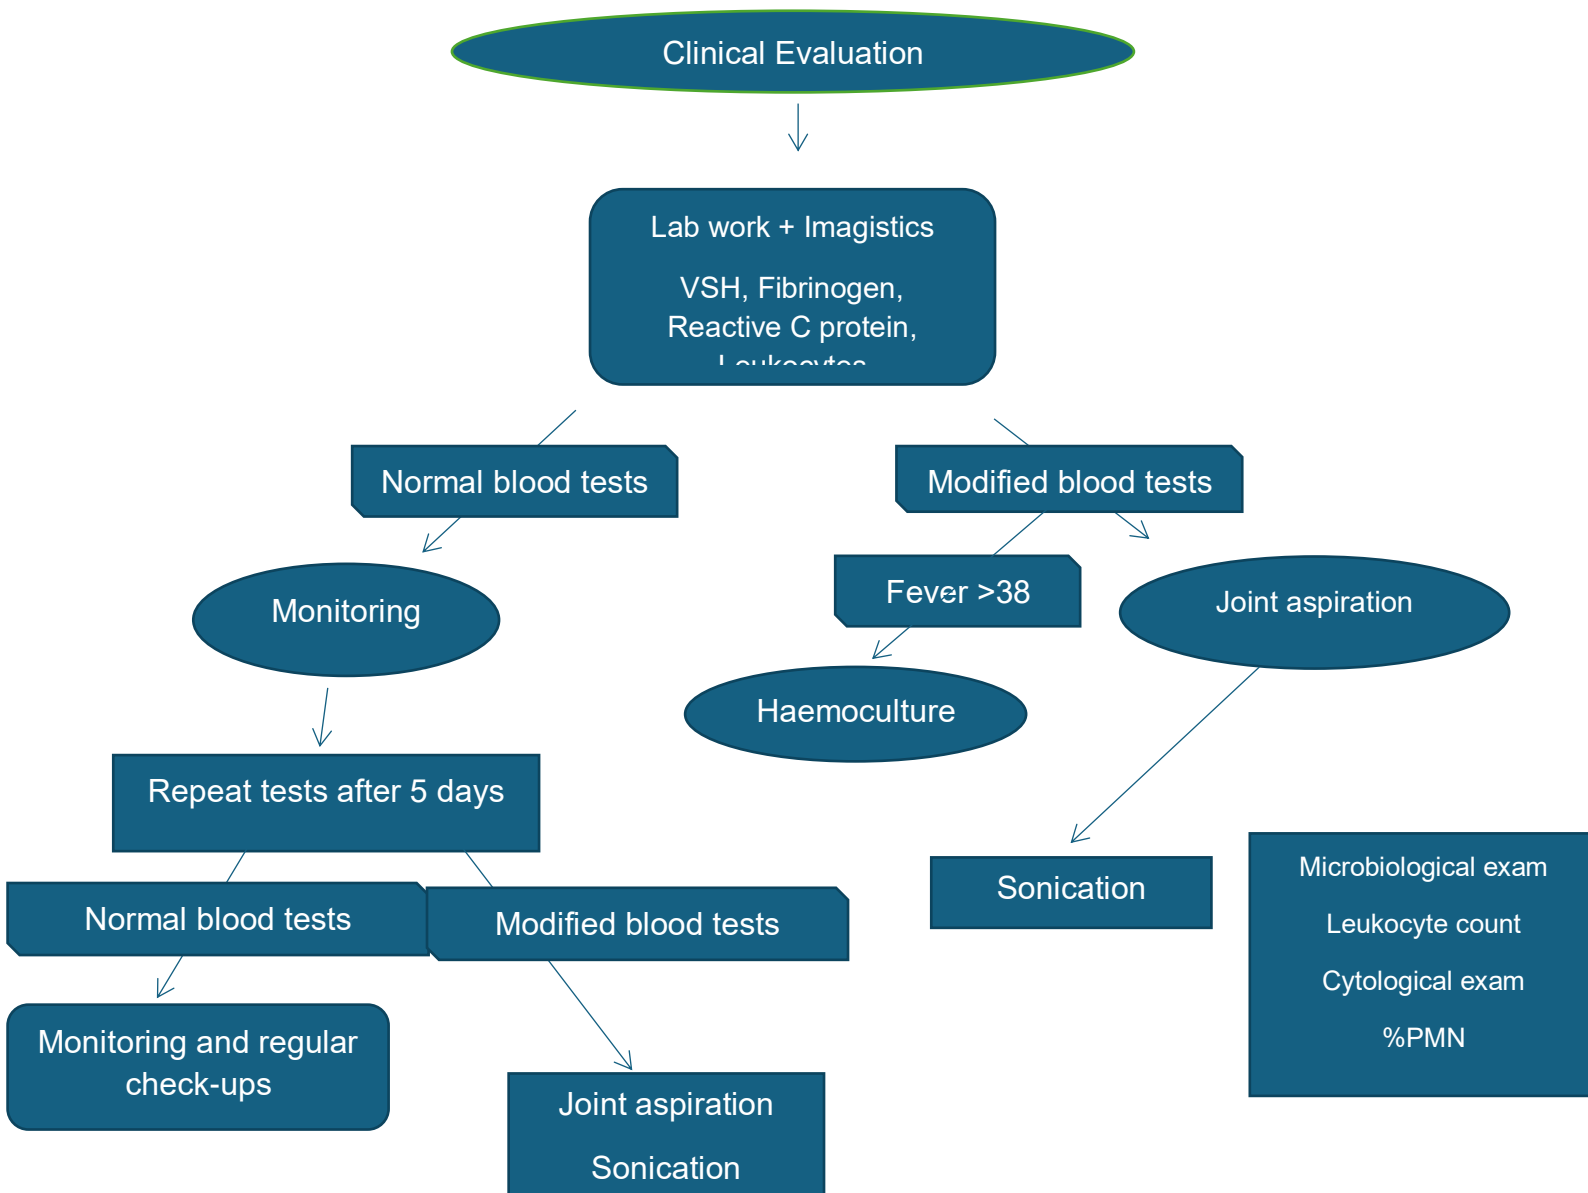 Clinical Evaluation
Lab work + Imagistics
VSH, Fibrinogen,
Reactive C protein,
Leukocytes
Normal blood tests
Modified blood tests
Fever >38
Joint aspiration
Monitoring
Haemoculture
Repeat tests after 5 days
Sonication
Microbiological exam
Leukocyte count
Cytological exam
%PMN
Normal blood tests
Modified blood tests
Monitoring and regular
check-ups
Joint aspiration
Sonication